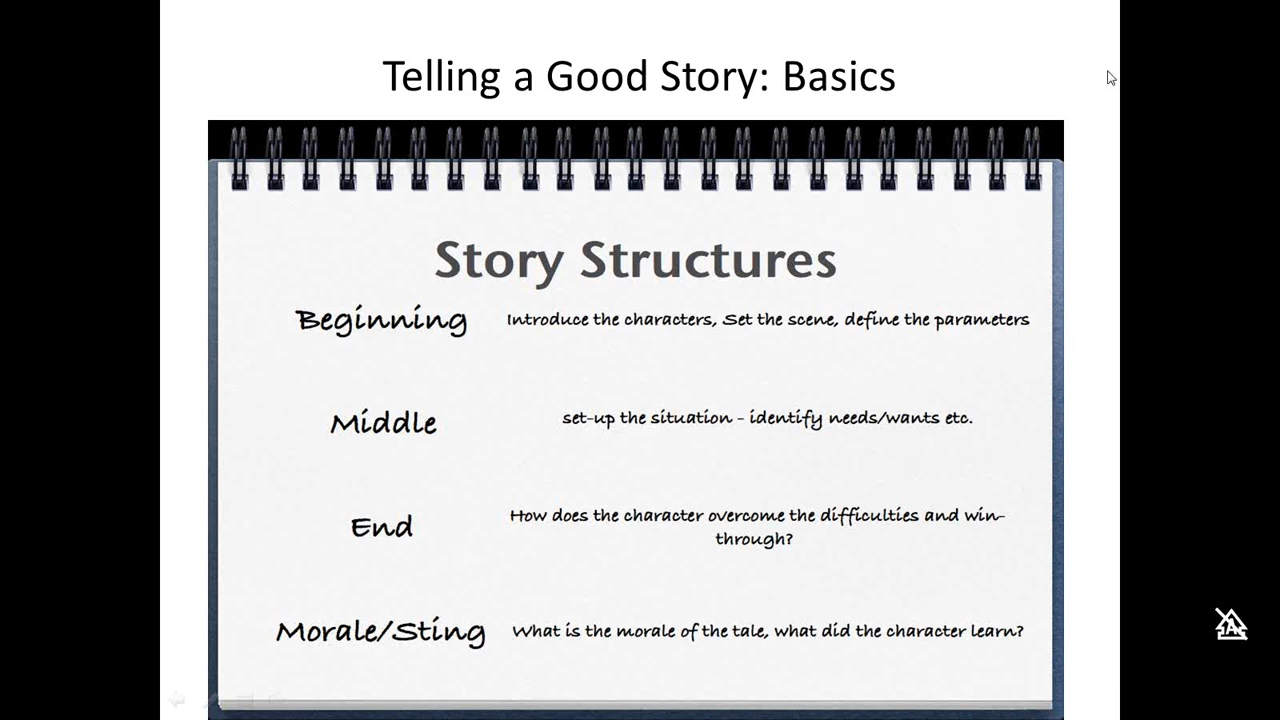 Telling a Good Story: Basics
Story Structures
Beginning
Introduce the characters, Set the scene, define the parameters
Middle
set-up the situation - identify needs/wants etc.
End
How does the character overcome the difficulties and win-
through?
Morale/Sting
What is the morale of the tale, what did the character learn?